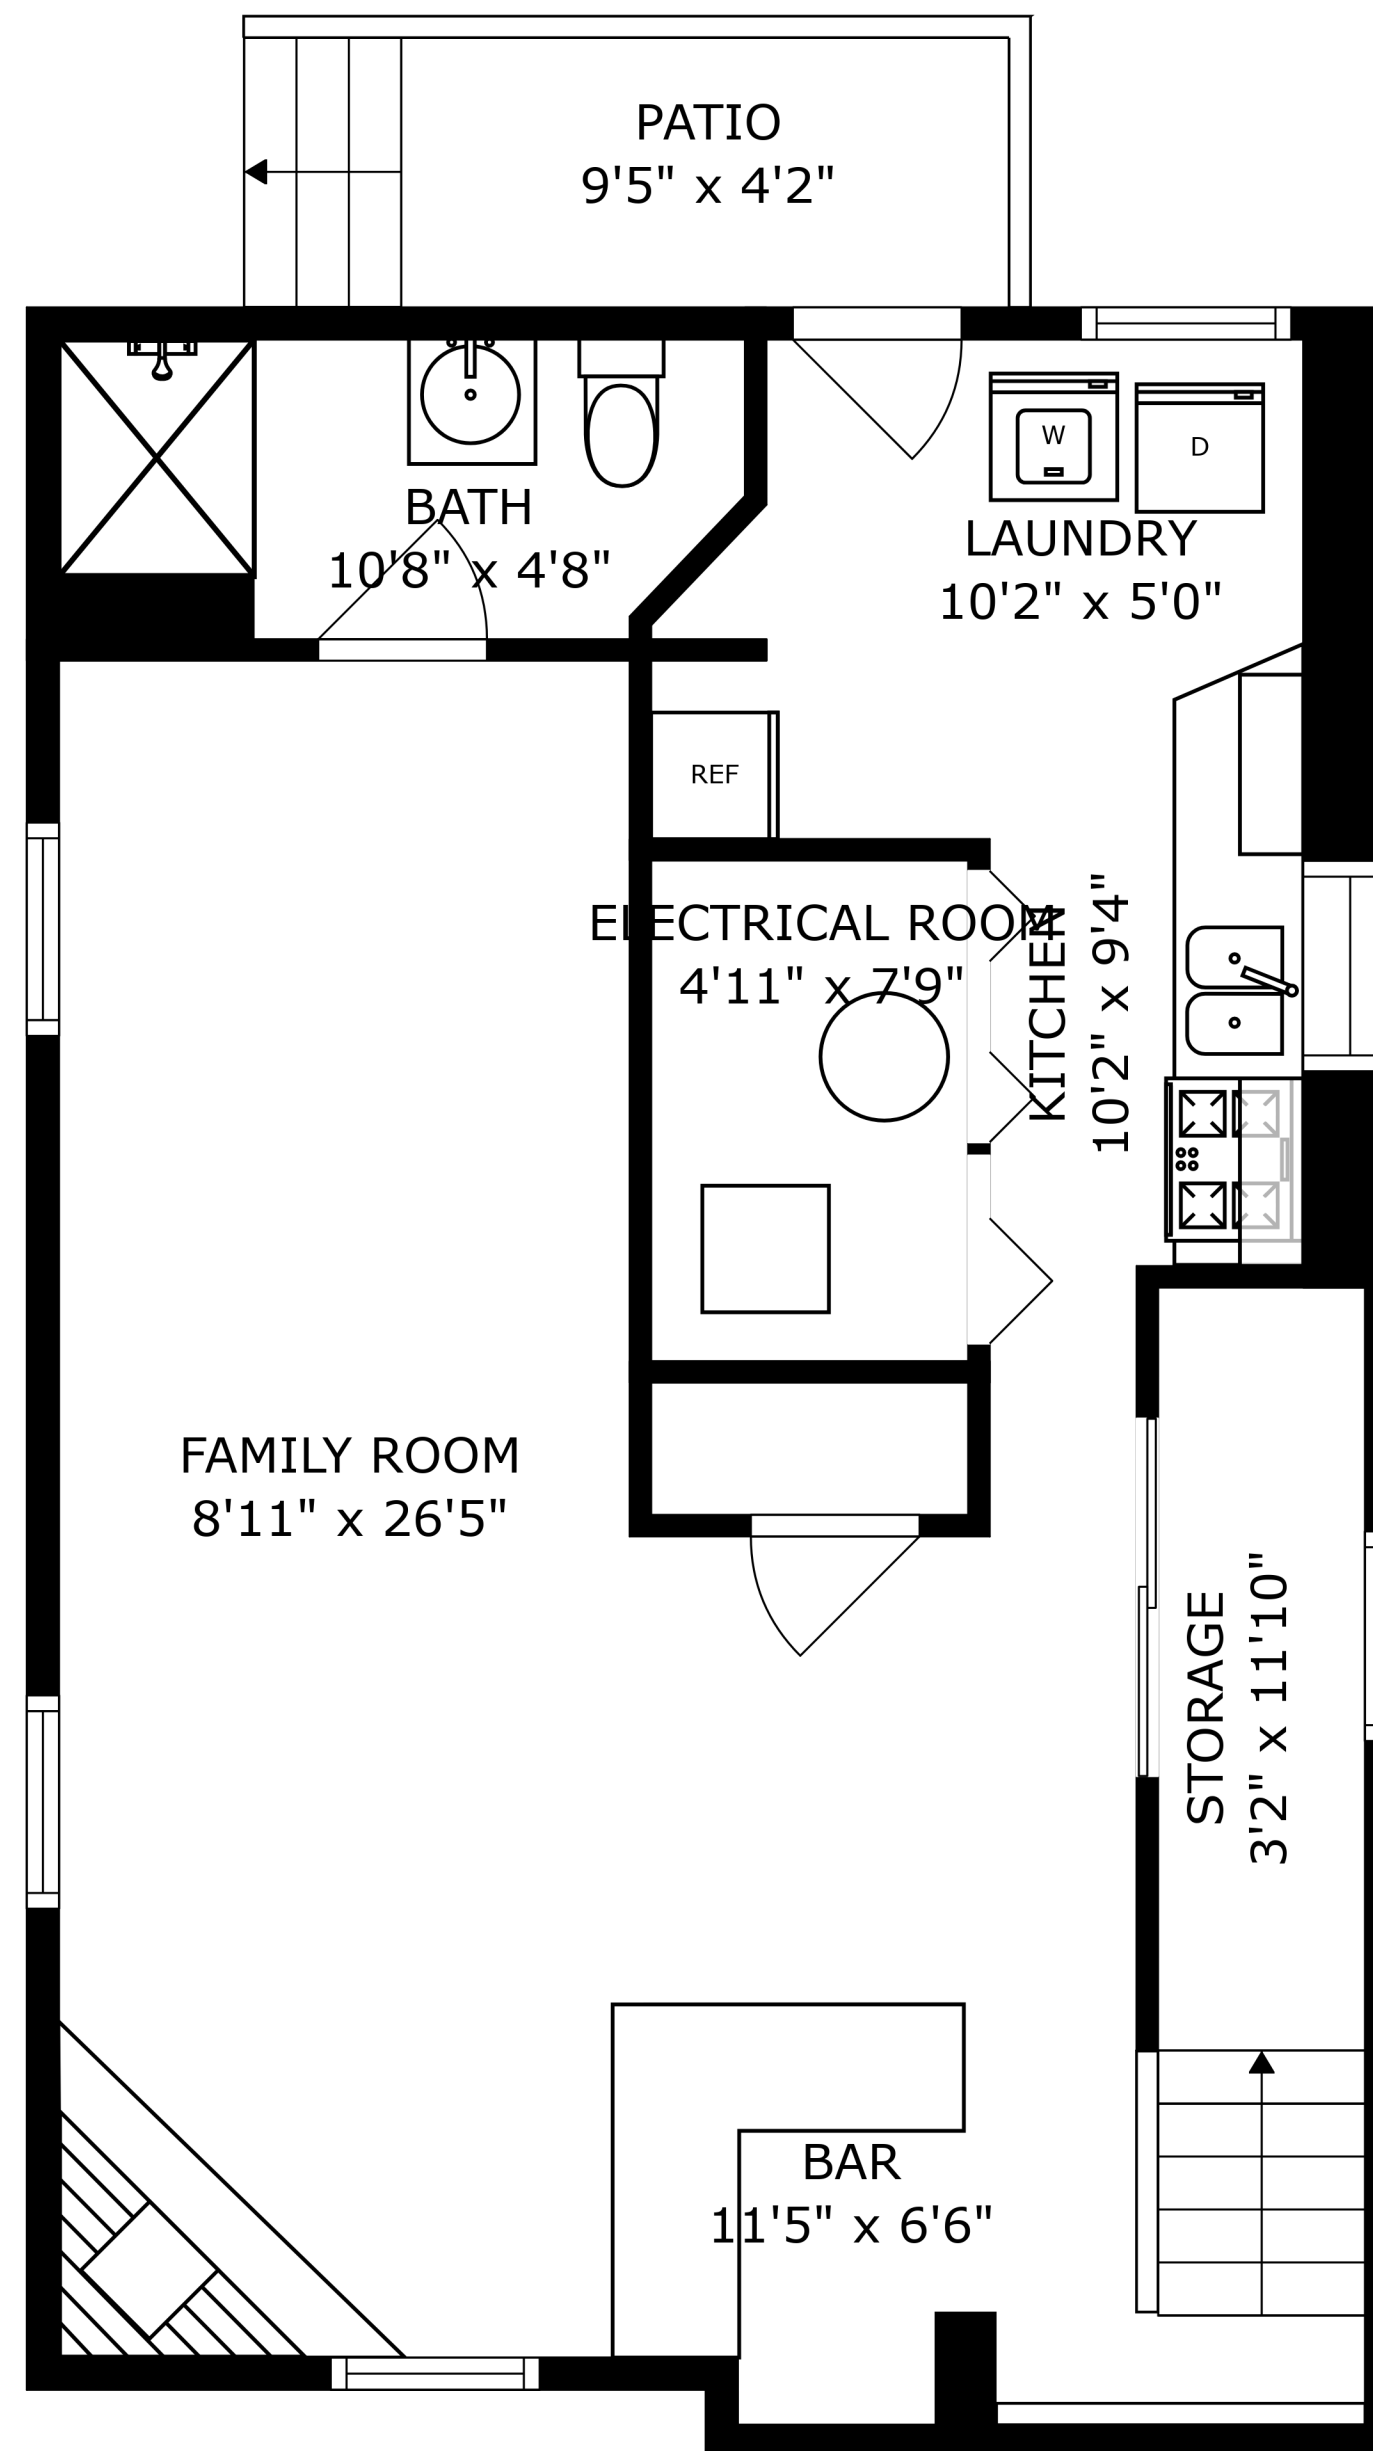 PATIO
9'5" x 4'2"
W
D
BATH
10'8" x 4'8"
LAUNDRY
10'2" x 5'0"
REF
ELECTRICAL ROOM
4'11" x 7'9"
KITCHEN
10'2" x 9'4"
FAMILY ROOM
8'11" x 26'5"
STORAGE
3'2" x 11'10"
BAR
11'5" x 6'6"